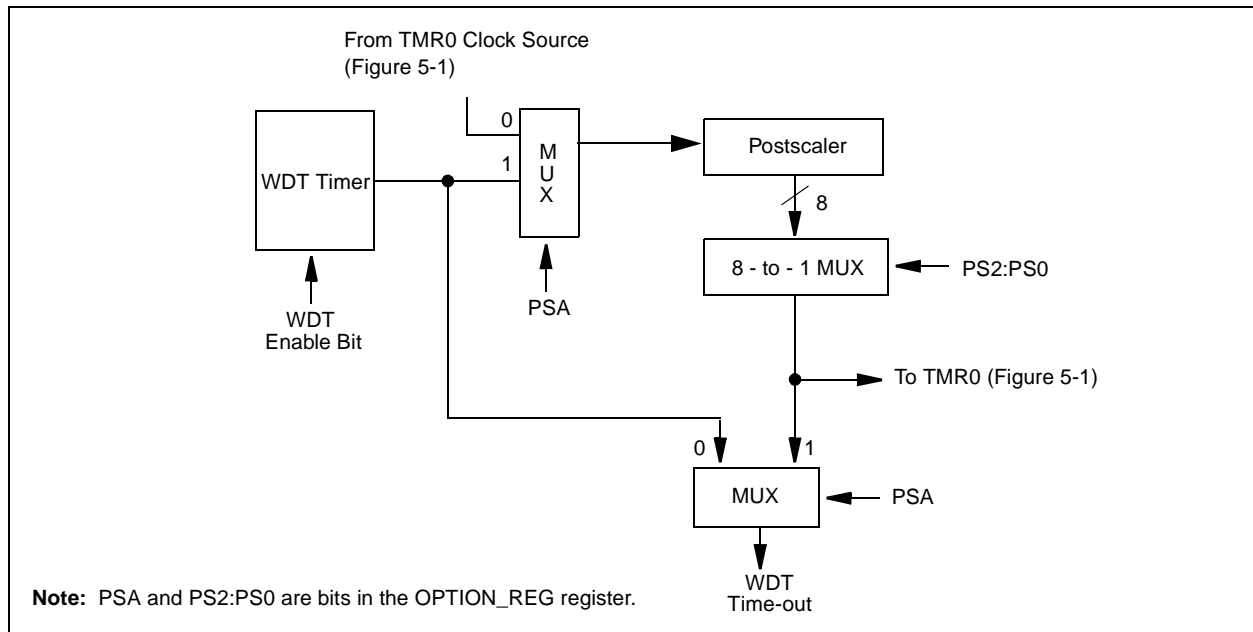 From TMR0 Clock Source
(Figure 5-1)
0
1
M
U
X
WDT Timer
Postscaler
8
8 - to - 1 MUX
PS2:PS0
PSA
WDT
Enable Bit
To TMR0 (Figure 5-1)
0
1
MUX
PSA
WDT
Time-out
Note: PSA and PS2:PS0 are bits in the OPTION_REG register.